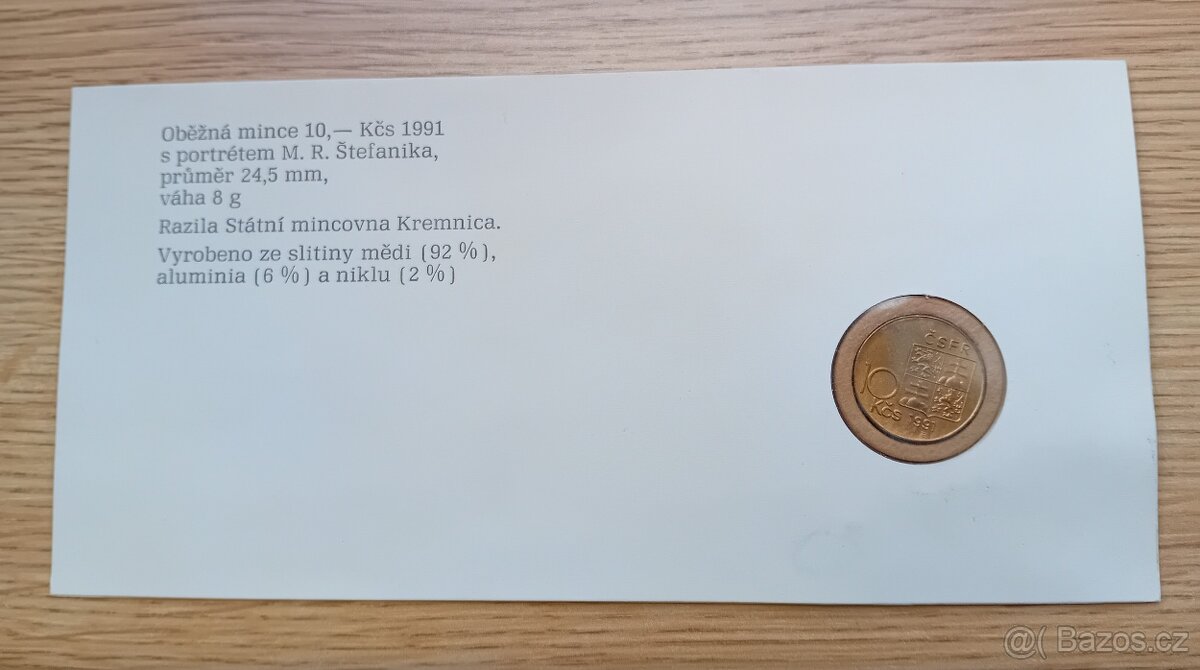 Oběžná mince 10,— Kčs 1991
s portrétem M. R. Štefanika,
průměr 24,5 mm,
váha 8 g
Razila Státní mincovna Kremnica.
Vyrobeno ze slitiny mědi (92 %),
aluminia (6 %) a niklu (2 %)
ČSFR
10
Kčs 1991
@( Bazos.cz